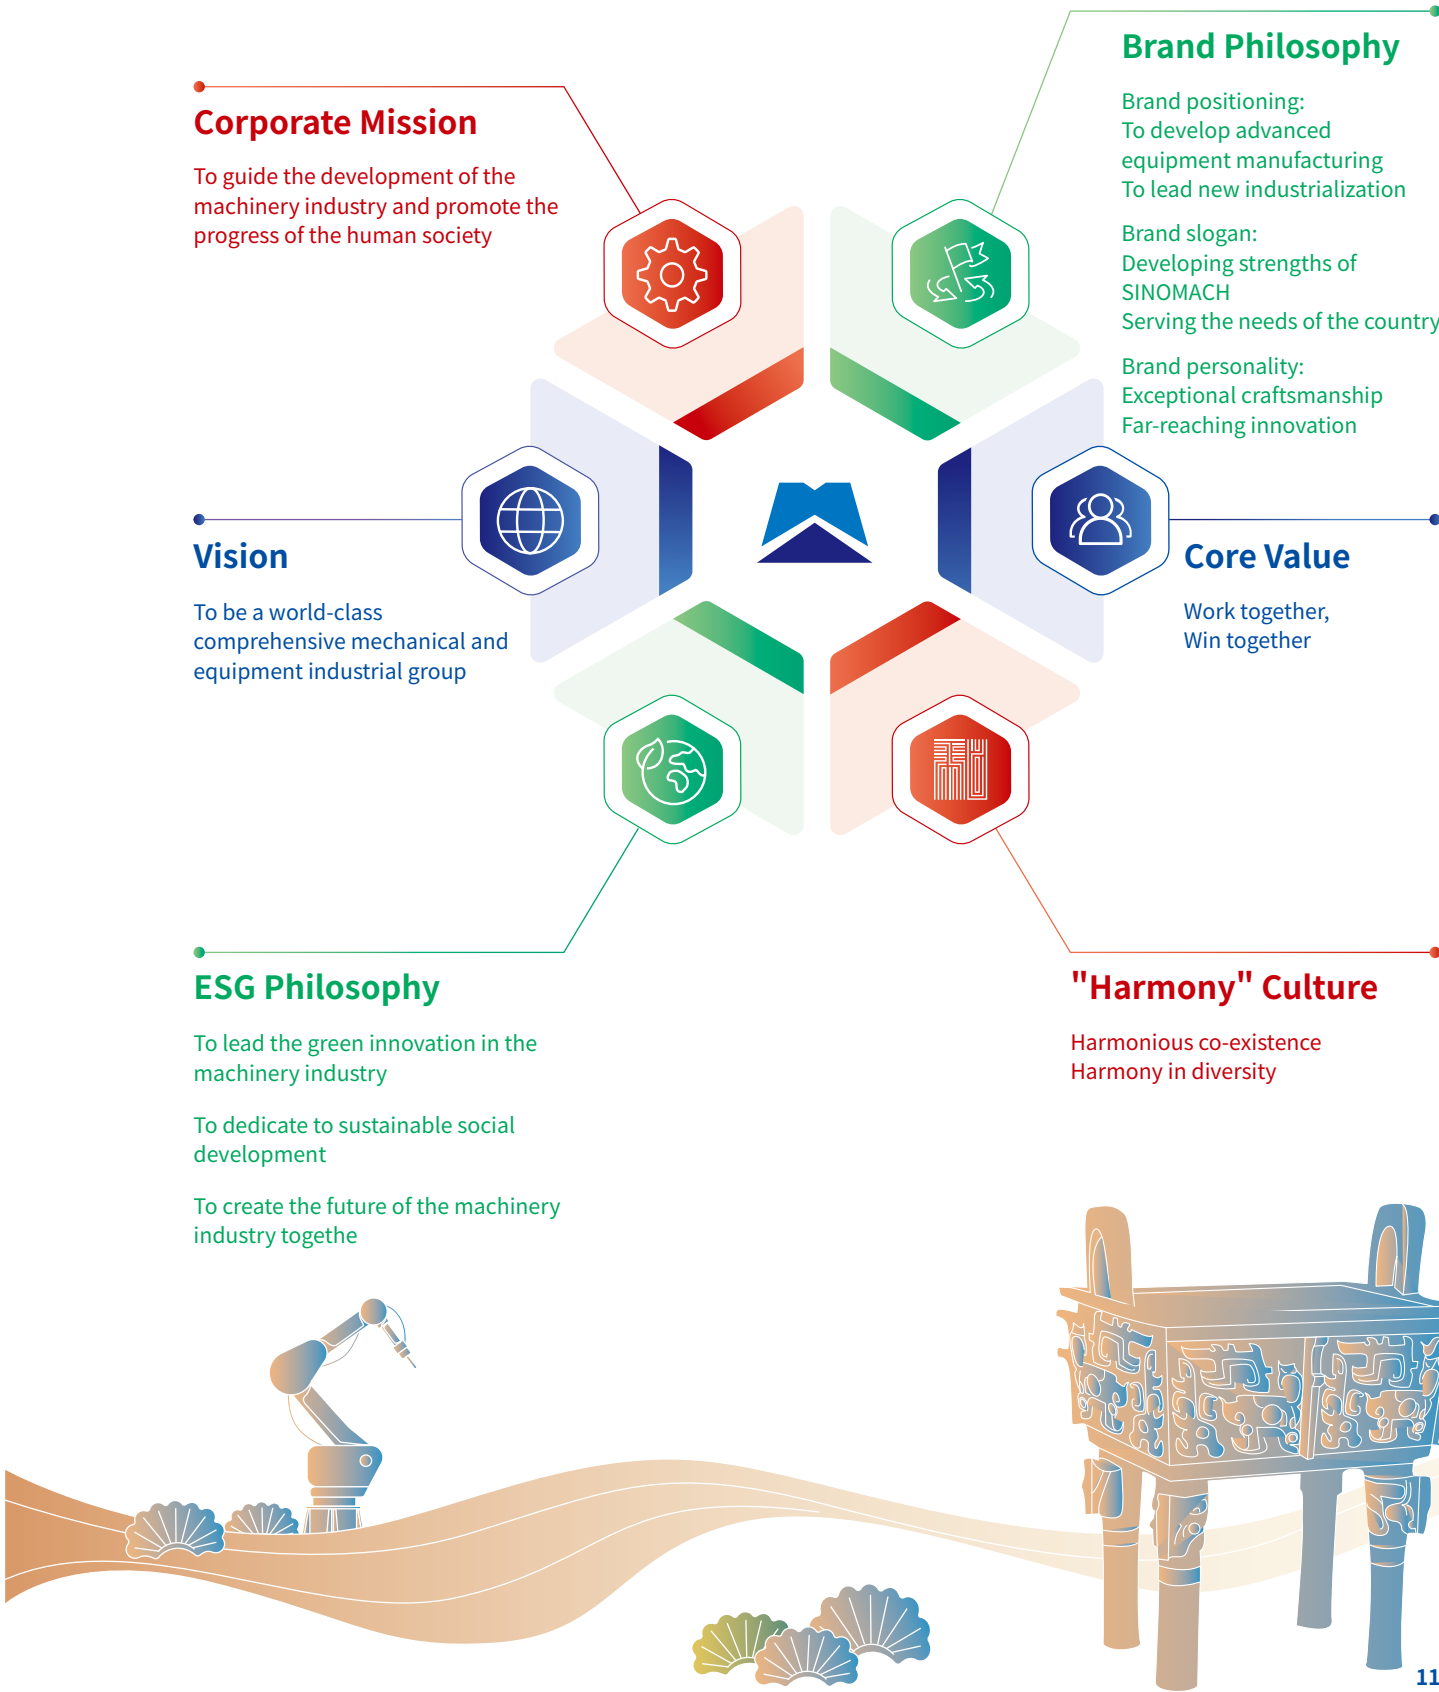 Corporate Mission
To guide the development of the
machinery industry and promote the
progress of the human society
Brand Philosophy
Brand positioning:
To develop advanced
equipment manufacturing
To lead new industrialization
Brand slogan:
Developing strengths of
SINOMACH
Serving the needs of the country
Brand personality:
Exceptional craftsmanship
Far-reaching innovation
Vision
To be a world-class
comprehensive mechanical and
equipment industrial group
Core Value
Work together,
Win together
ESG Philosophy
To lead the green innovation in the
machinery industry
To dedicate to sustainable social
development
To create the future of the machinery
industry togethe
"Harmony" Culture
Harmonious co-existence
Harmony in diversity
11